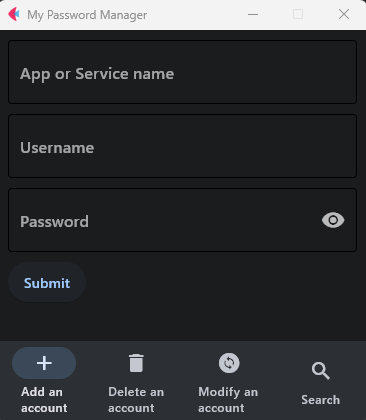 My Password Manager
App or Service name
Username
Password
Submit
Add an
account
Delete an
account
Modify an
account
Search